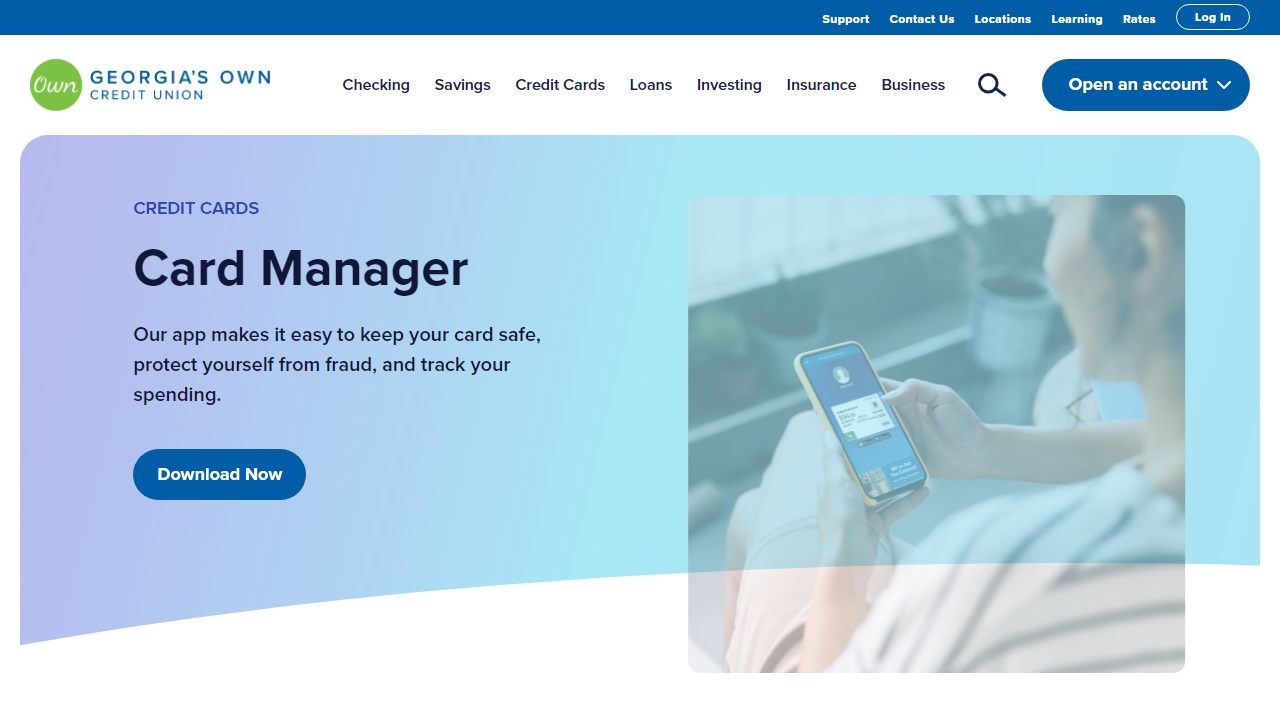 Support Contact Us Locations Learning Rates Log In
Own GEORGIA'S OWN
CREDIT UNION
Checking Savings Credit Cards Loans Investing Insurance Business Open an account
CREDIT CARDS
Card Manager
Our app makes it easy to keep your card safe,
protect yourself from fraud, and track your
spending.
Download Now